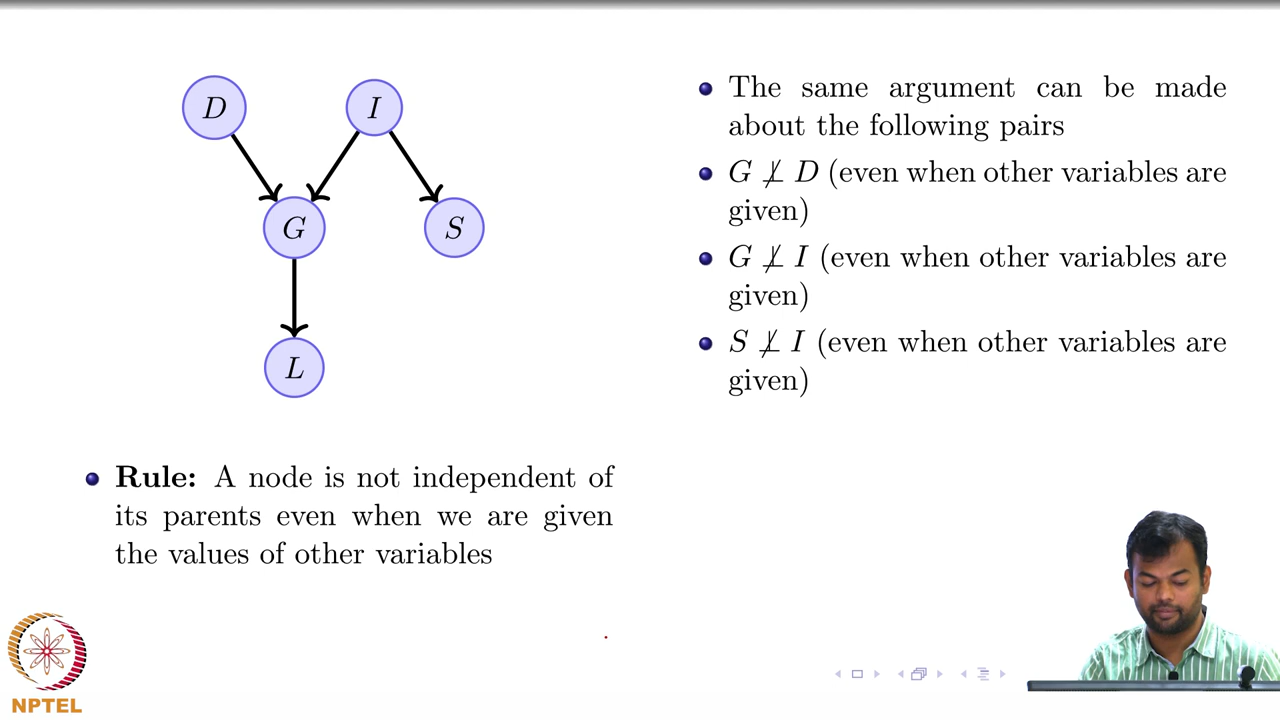 D
I
G
S
L
Rule: A node is not independent of
its parents even when we are given
the values of other variables
The same argument can be made
about the following pairs
G ⊥̸ D (even when other variables are
given)
G ⊥̸ I (even when other variables are
given)
S ⊥̸ I (even when other variables are
given)
NPTEL